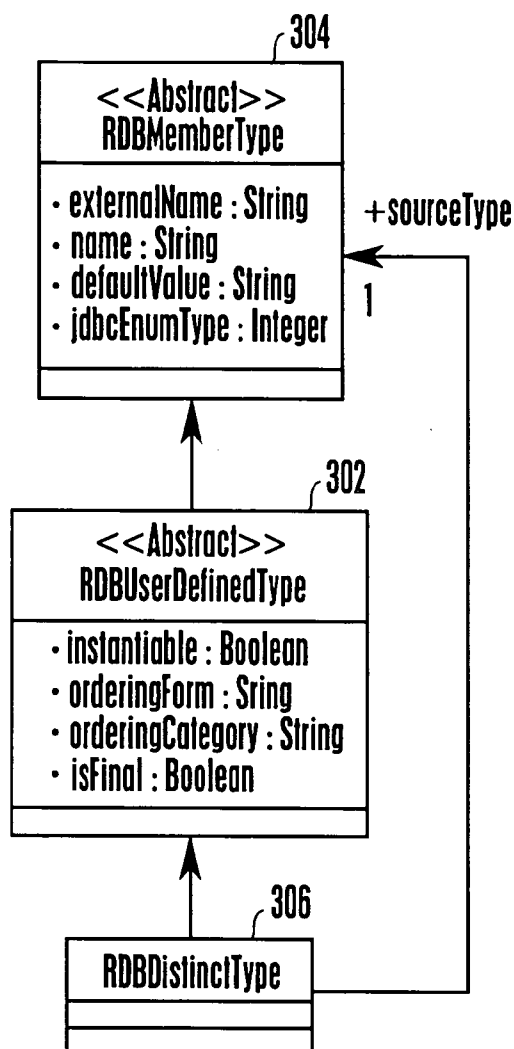 304
<<Abstract>>
RDBMemberType
· externalName : String
· name : String
· defaultValue : String
· jdbcEnumType : Integer
+sourceType
1
302
<<Abstract>>
RDBUserDefinedType
· instantiable : Boolean
· orderingForm : Sring
· orderingCategory : String
· isFinal : Boolean
306
RDBDistinctType